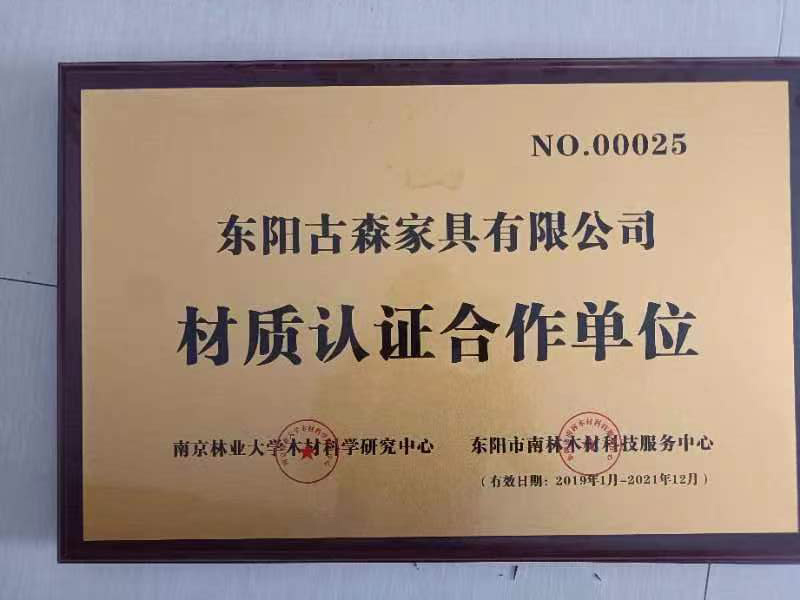 NO.00025
东阳古森家具有限公司
材质认证合作单位
南京林业大学木材科学研究中心 东阳市南林木材科技服务中心
(有效日期: 2019年1月-2021年12月)